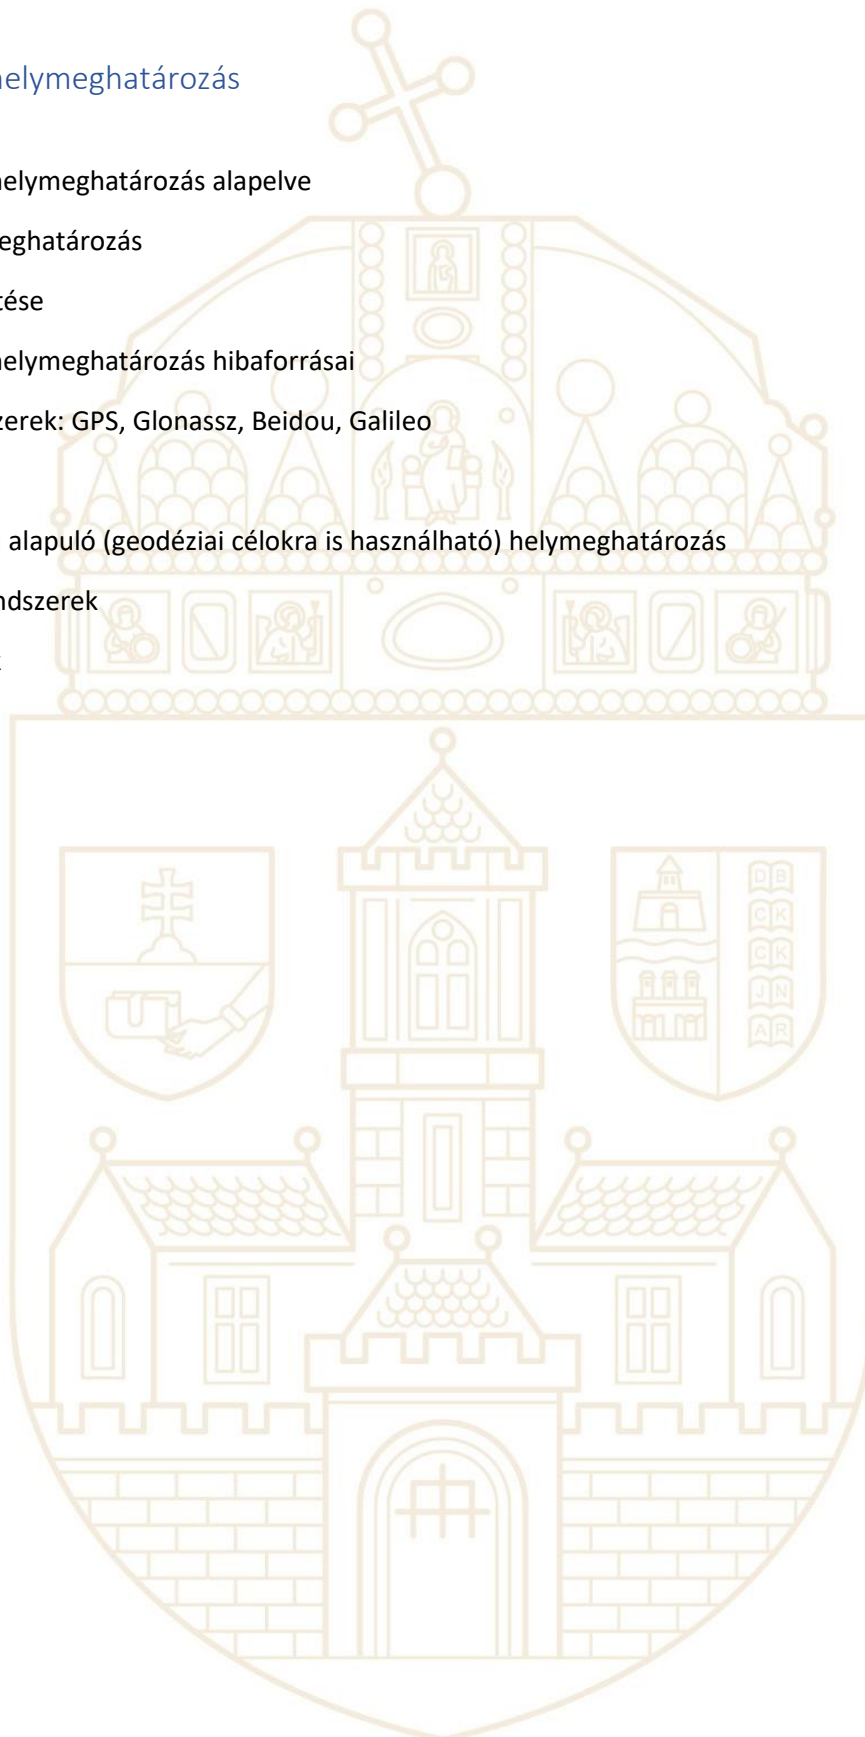 helymeghatározás
helymeghatározás alapelve
eghatározás
tése
helymeghatározás hibaforrásai
zerek: GPS, Glonassz, Beidou, Galileo
alapuló (geodéziai célokra is használható) helymeghatározás
ndszerek
D B
C K
C K
J N
A R